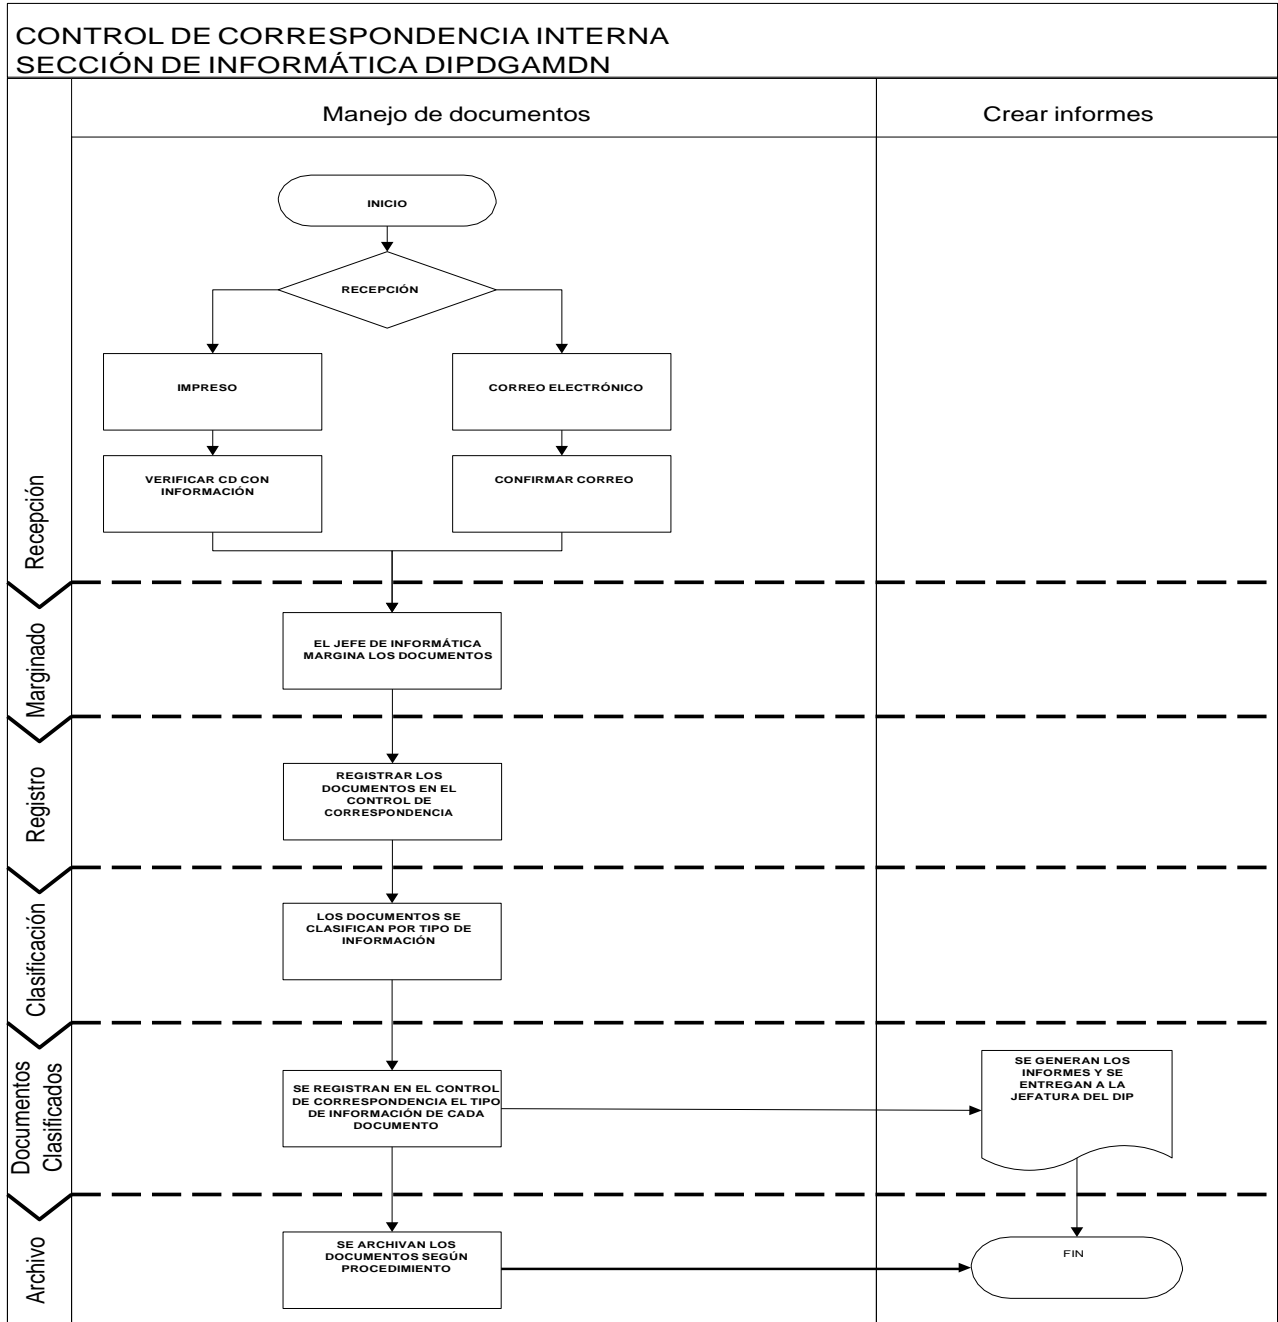 CONTROL DE CORRESPONDENCIA INTERNA
SECCIÓN DE INFORMÁTICA DIPDGAMDN
Manejo de documentos
Crear informes
Recepción
INICIO
RECEPCIÓN
IMPRESO
CORREO ELECTRÓNICO
VERIFICAR CD CON
INFORMACIÓN
CONFIRMAR CORREO
Marginado
EL JEFE DE INFORMÁTICA
MARGINA LOS DOCUMENTOS
Registro
REGISTRAR LOS
DOCUMENTOS EN EL
CONTROL DE
CORRESPONDENCIA
Clasificación
LOS DOCUMENTOS SE
CLASIFICAN POR TIPO DE
INFORMACIÓN
Documentos
Clasificados
SE REGISTRAN EN EL CONTROL
DE CORRESPONDENCIA EL TIPO
DE INFORMACIÓN DE CADA
DOCUMENTO
SE GENERAN LOS
INFORMES Y SE
ENTREGAN A LA
JEFATURA DEL DIP
Archivo
SE ARCHIVAN LOS
DOCUMENTOS SEGÚN
PROCEDIMIENTO
FIN